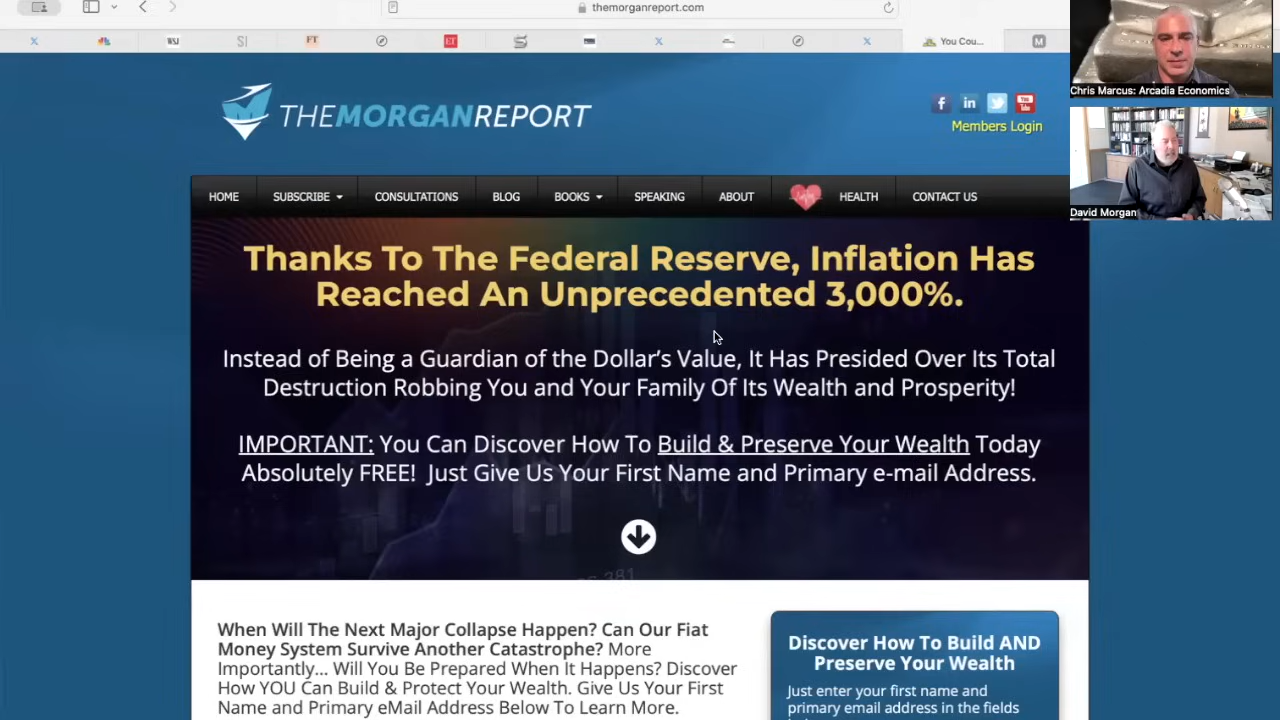 themorganreport.com
WSJ
SI
FT
ET
You Cou...
M
Chris Marcus: Arcadia Economics
THEMORGANREPORT
f
in
You
Tube
Members Login
David Morgan
HOME SUBSCRIBE CONSULTATIONS BLOG BOOKS SPEAKING ABOUT HEALTH CONTACT US
Thanks To The Federal Reserve, Inflation Has
Reached An Unprecedented 3,000%.
Instead of Being a Guardian of the Dollar's Value, It Has Presided Over Its Total
Destruction Robbing You and Your Family Of Its Wealth and Prosperity!
IMPORTANT: You Can Discover How To Build & Preserve Your Wealth Today
Absolutely FREE! Just Give Us Your First Name and Primary e-mail Address.
When Will The Next Major Collapse Happen? Can Our Fiat
Money System Survive Another Catastrophe? More
Importantly... Will You Be Prepared When It Happens? Discover
How YOU Can Build & Protect Your Wealth. Give Us Your First
Name and Primary eMail Address Below To Learn More.
Discover How To Build AND
Preserve Your Wealth
Just enter your first name and
primary email address in the fields